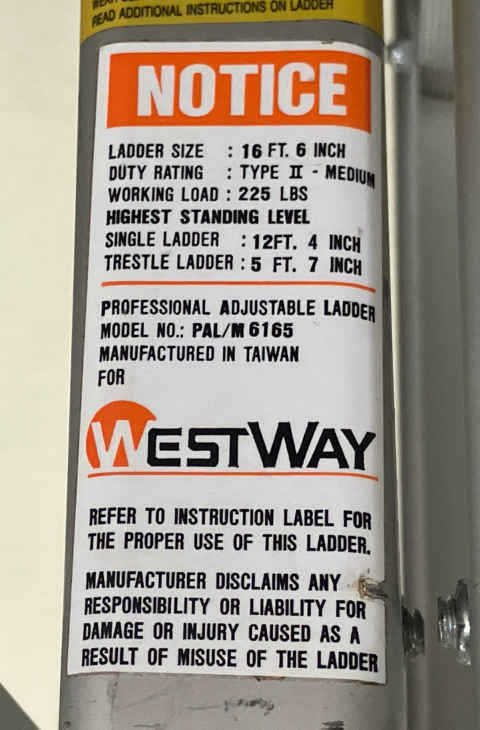 READ ADDITIONAL INSTRUCTIONS ON LADDER
NOTICE
LADDER SIZE : 16 FT. 6 INCH
DUTY RATING : TYPE II - MEDIUM
WORKING LOAD : 225 LBS
HIGHEST STANDING LEVEL
SINGLE LADDER : 12FT. 4 INCH
TRESTLE LADDER : 5 FT. 7 INCH
PROFESSIONAL ADJUSTABLE LADDER
MODEL NO.: PAL/M 6165
MANUFACTURED IN TAIWAN
FOR
WESTWAY
REFER TO INSTRUCTION LABEL FOR
THE PROPER USE OF THIS LADDER.
MANUFACTURER DISCLAIMS ANY
RESPONSIBILITY OR LIABILITY FOR
DAMAGE OR INJURY CAUSED AS A
RESULT OF MISUSE OF THE LADDER